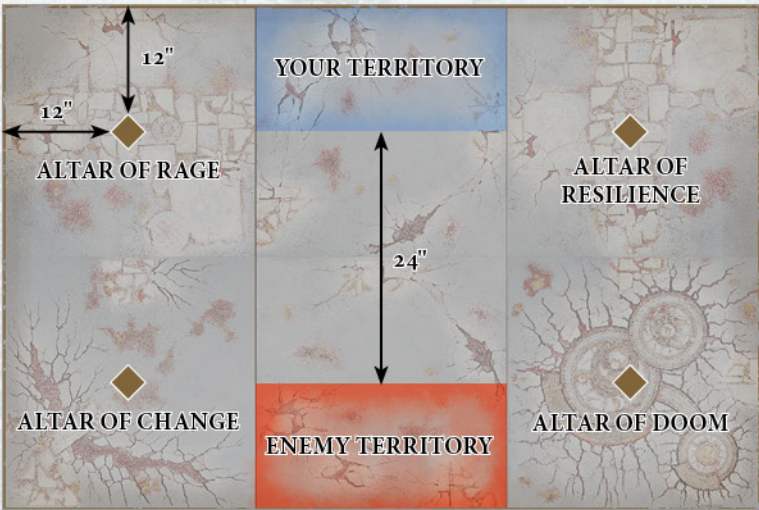 12"
YOUR TERRITORY
12"
ALTAR OF RAGE
ALTAR OF
RESILIENCE
24"
ALTAR OF CHANGE
ALTAR OF DOOM
ENEMY TERRITORY